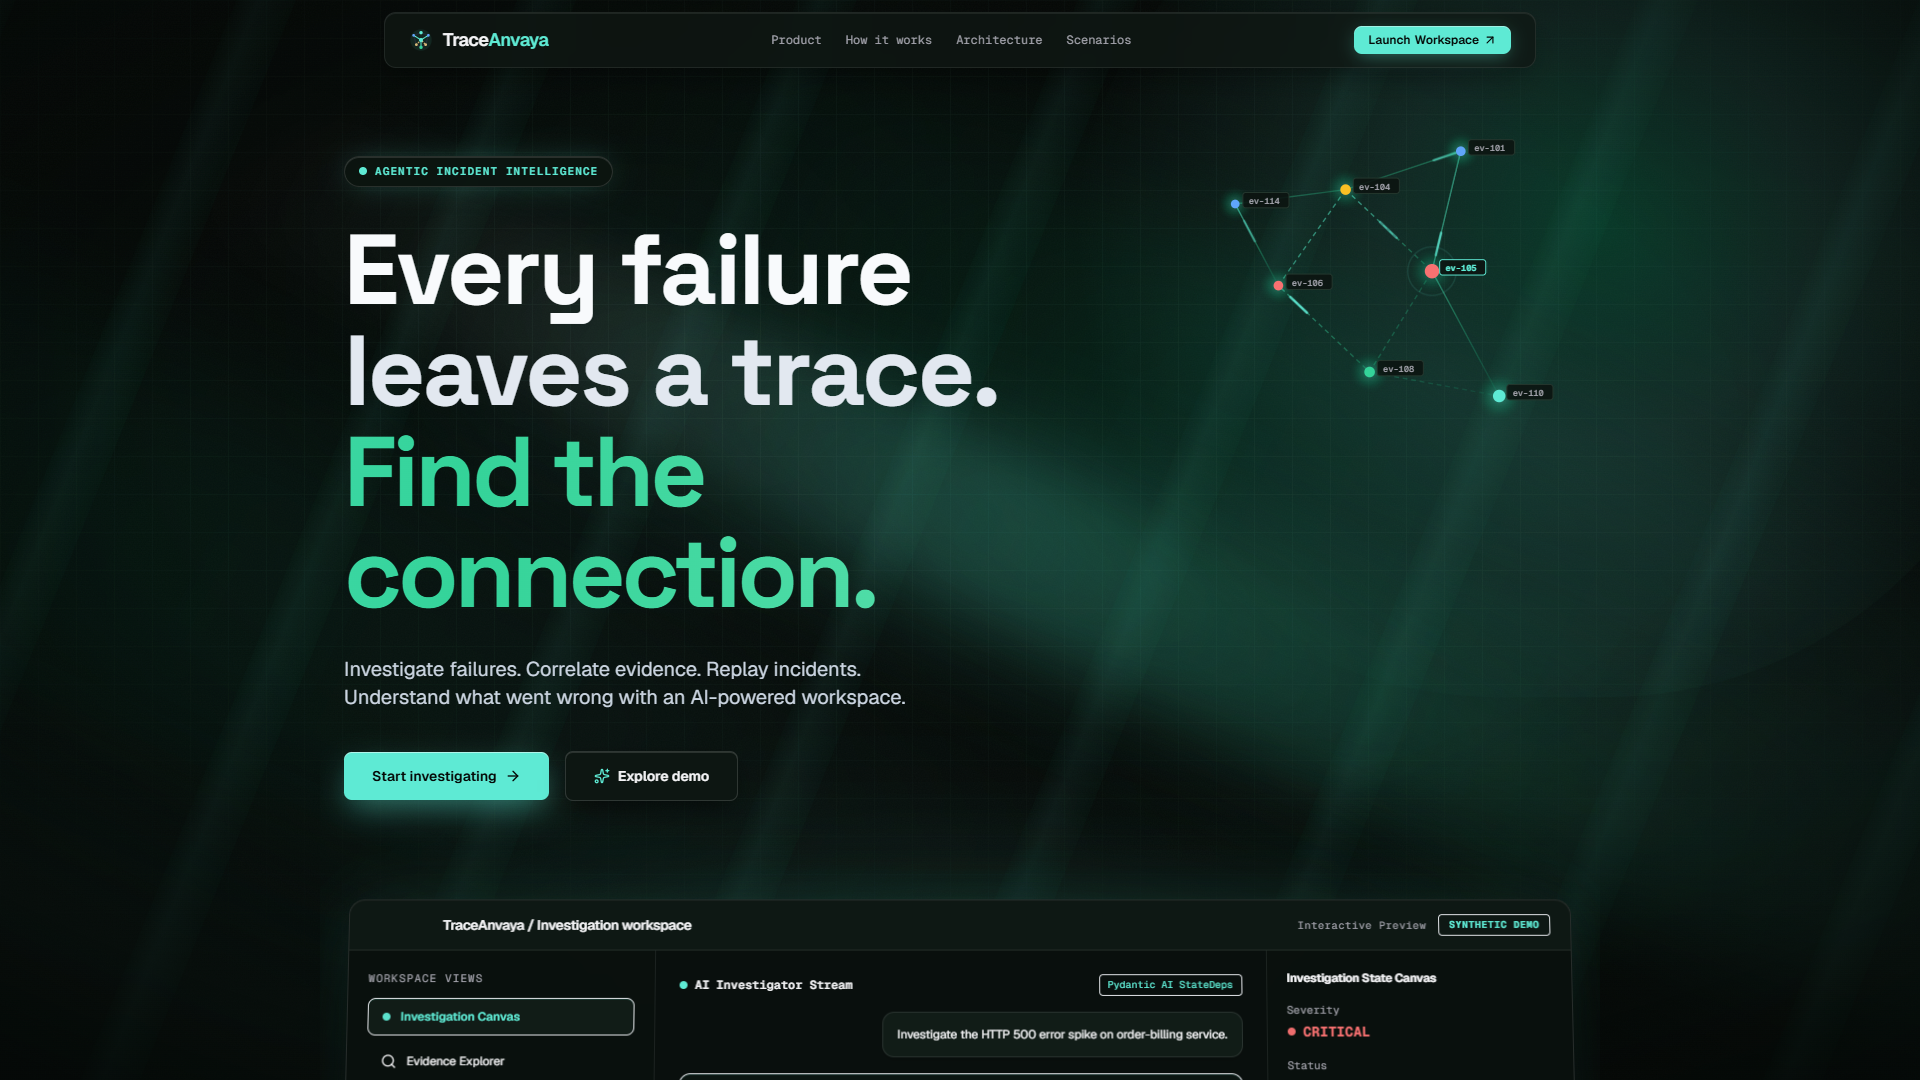 TraceAnvaya
Product
How it works
Architecture
Scenarios
Launch Workspace
AGENTIC INCIDENT INTELLIGENCE
Every failure
leaves a trace.
Find the
connection.
Investigate failures. Correlate evidence. Replay incidents.
Understand what went wrong with an AI-powered workspace.
Start investigating
Explore demo
ev-101
ev-104
ev-114
ev-105
ev-106
ev-108
ev-110
TraceAnvaya / Investigation workspace
Interactive Preview
SYNTHETIC DEMO
WORKSPACE VIEWS
Investigation Canvas
Evidence Explorer
AI Investigator Stream
Pydantic AI StateDeps
Investigate the HTTP 500 error spike on order-billing service.
Investigation State Canvas
Severity
CRITICAL
Status